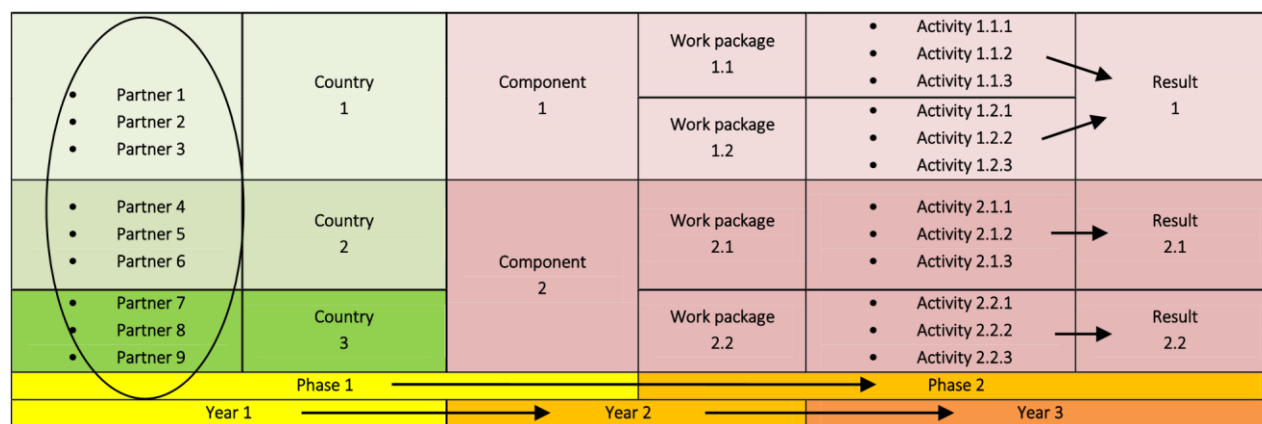 • Partner 1
• Partner 2
• Partner 3
Country
1
Component
1
Work package
1.1
• Activity 1.1.1
• Activity 1.1.2
• Activity 1.1.3
Result
1
Work package
1.2
• Activity 1.2.1
• Activity 1.2.2
• Activity 1.2.3
• Partner 4
• Partner 5
• Partner 6
Country
2
Component
2
Work package
2.1
• Activity 2.1.1
• Activity 2.1.2
• Activity 2.1.3
Result
2.1
• Partner 7
• Partner 8
• Partner 9
Country
3
Work package
2.2
• Activity 2.2.1
• Activity 2.2.2
• Activity 2.2.3
Result
2.2
Phase 1
Phase 2
Year 1
Year 2
Year 3